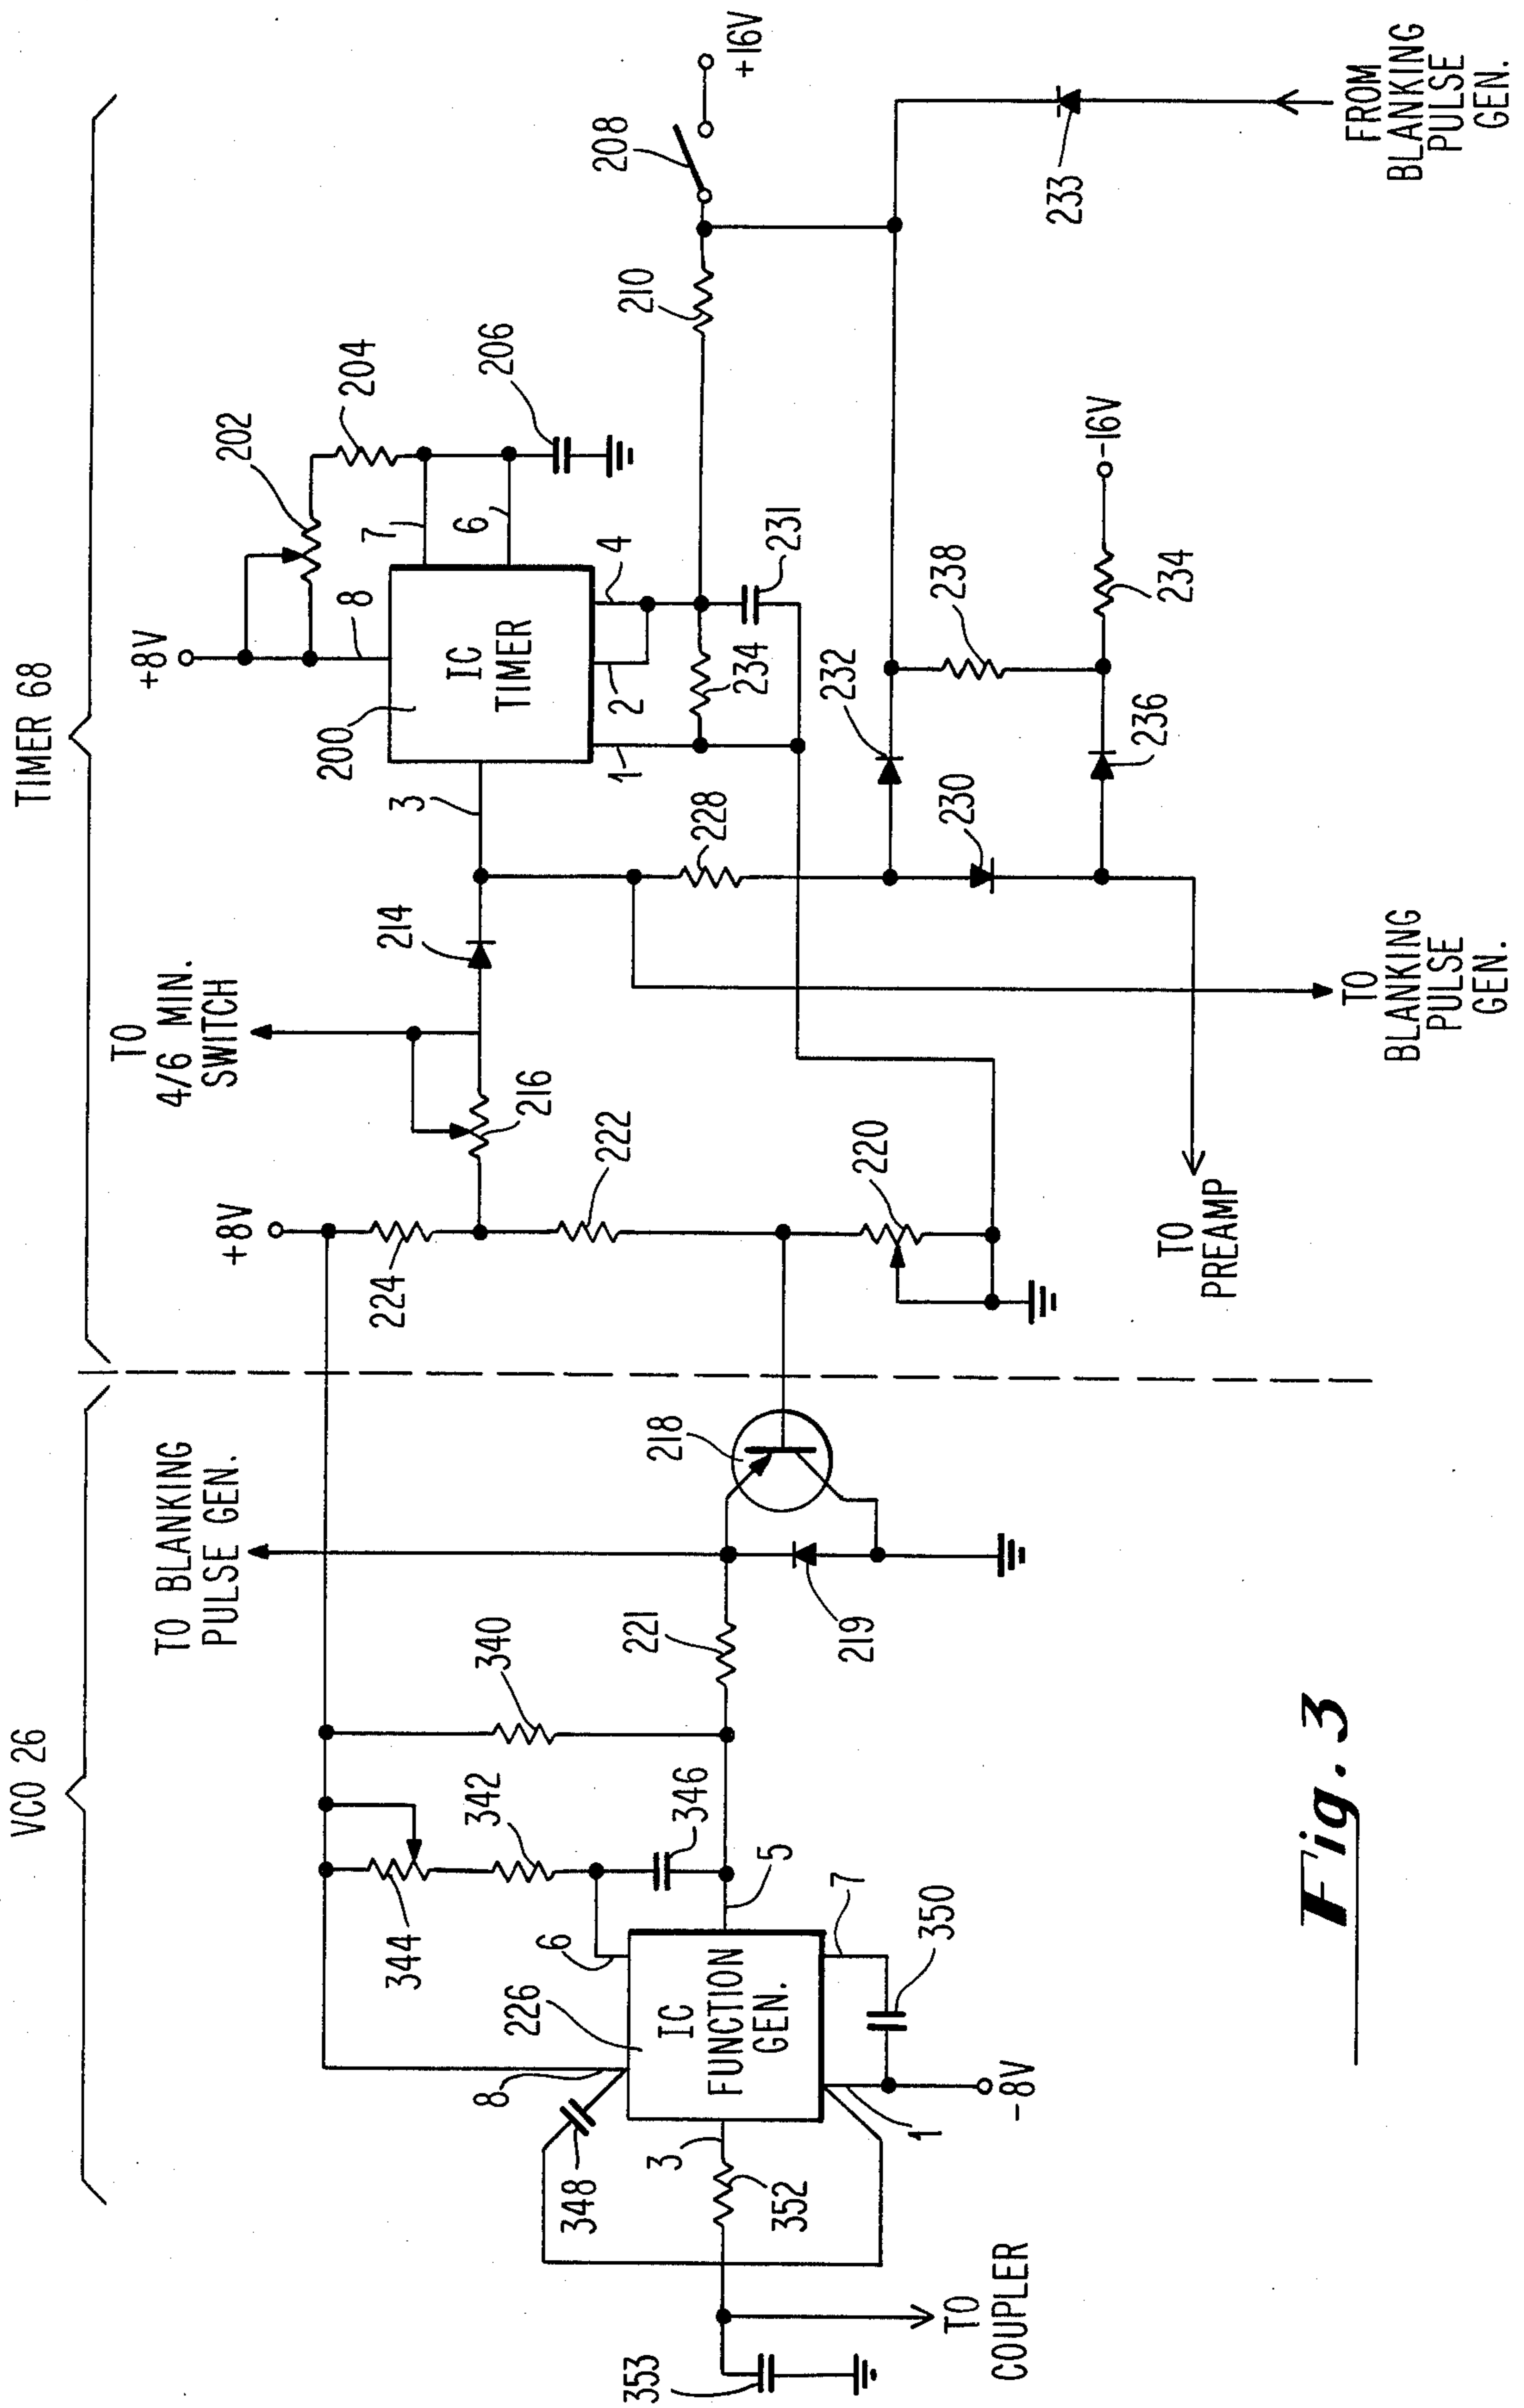 TIMER 68
VCO 26
+8V
202
204
206
8
7
6
IC
TIMER
200
3
1
2
4
234
231
210
208
+16V
233
FROM
BLANKING
PULSE
GEN.
232
238
-16V
234
236
230
228
214
TO
4/6 MIN.
SWITCH
216
222
+8V
224
220
TO
BLANKING
PULSE
GEN.
TO
PREAMP
218
219
TO BLANKING
PULSE GEN.
221
340
342
344
346
5
6
7
350
226
IC
FUNCTION
GEN.
8
348
3
352
1
-8V
353
TO
COUPLER
Fig. 3